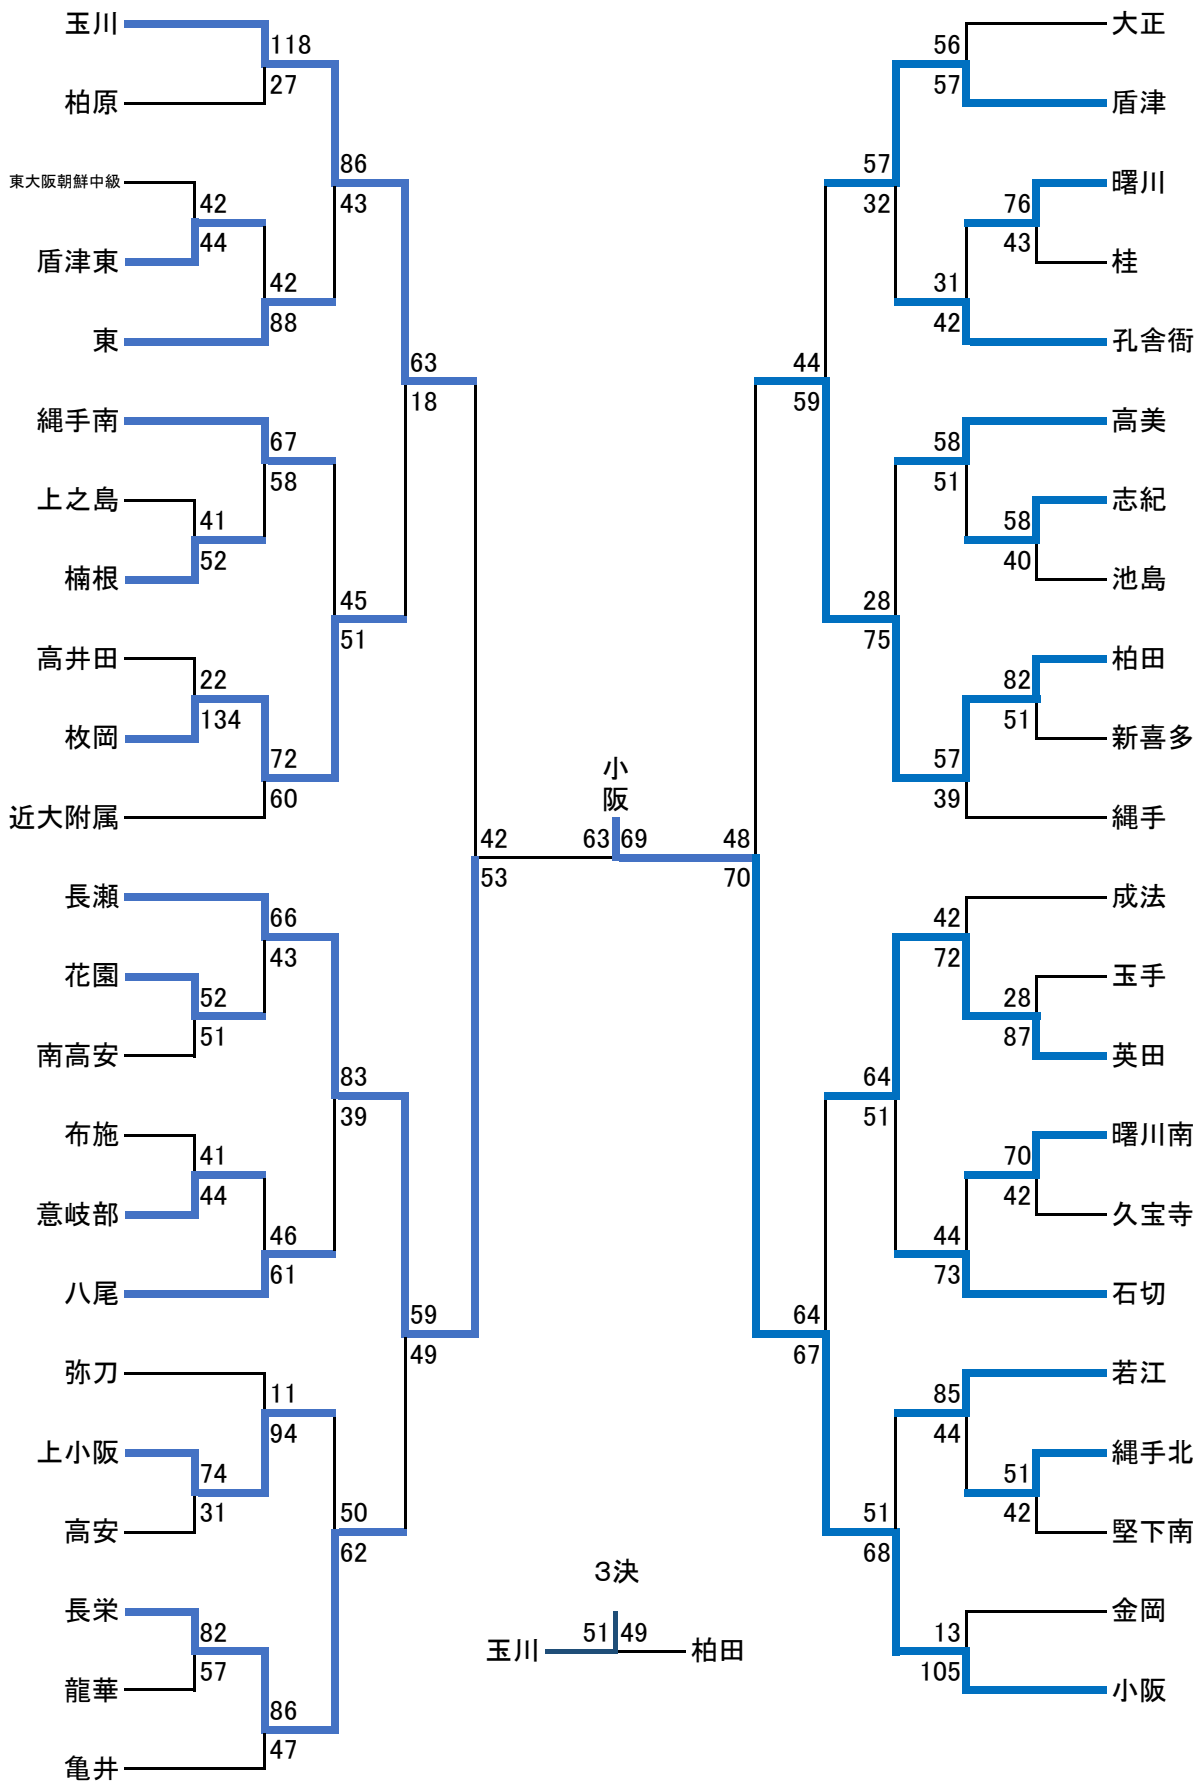 玉川
118
27
柏原
東大阪朝鮮中級
42
44
盾津東
42
88
東
86
43
縄手南
67
58
上之島
41
52
楠根
高井田
22
134
枚岡
72
60
近大附属
45
51
63
18
長瀬
66
43
花園
52
51
南高安
布施
41
44
意岐部
46
61
八尾
83
39
弥刀
11
94
上小阪
74
31
高安
長栄
82
57
龍華
86
47
亀井
50
62
59
49
42
53
小阪
63 69
48
70
大正
56
57
盾津
曙川
76
43
桂
31
42
孔舎衙
57
32
高美
58
51
志紀
58
40
池島
柏田
82
51
新喜多
57
39
縄手
28
75
44
59
成法
42
72
玉手
28
87
英田
曙川南
70
42
久宝寺
44
73
石切
64
51
若江
85
44
縄手北
51
42
堅下南
金岡
13
105
小阪
51
68
64
67
3決
玉川 51 49 柏田